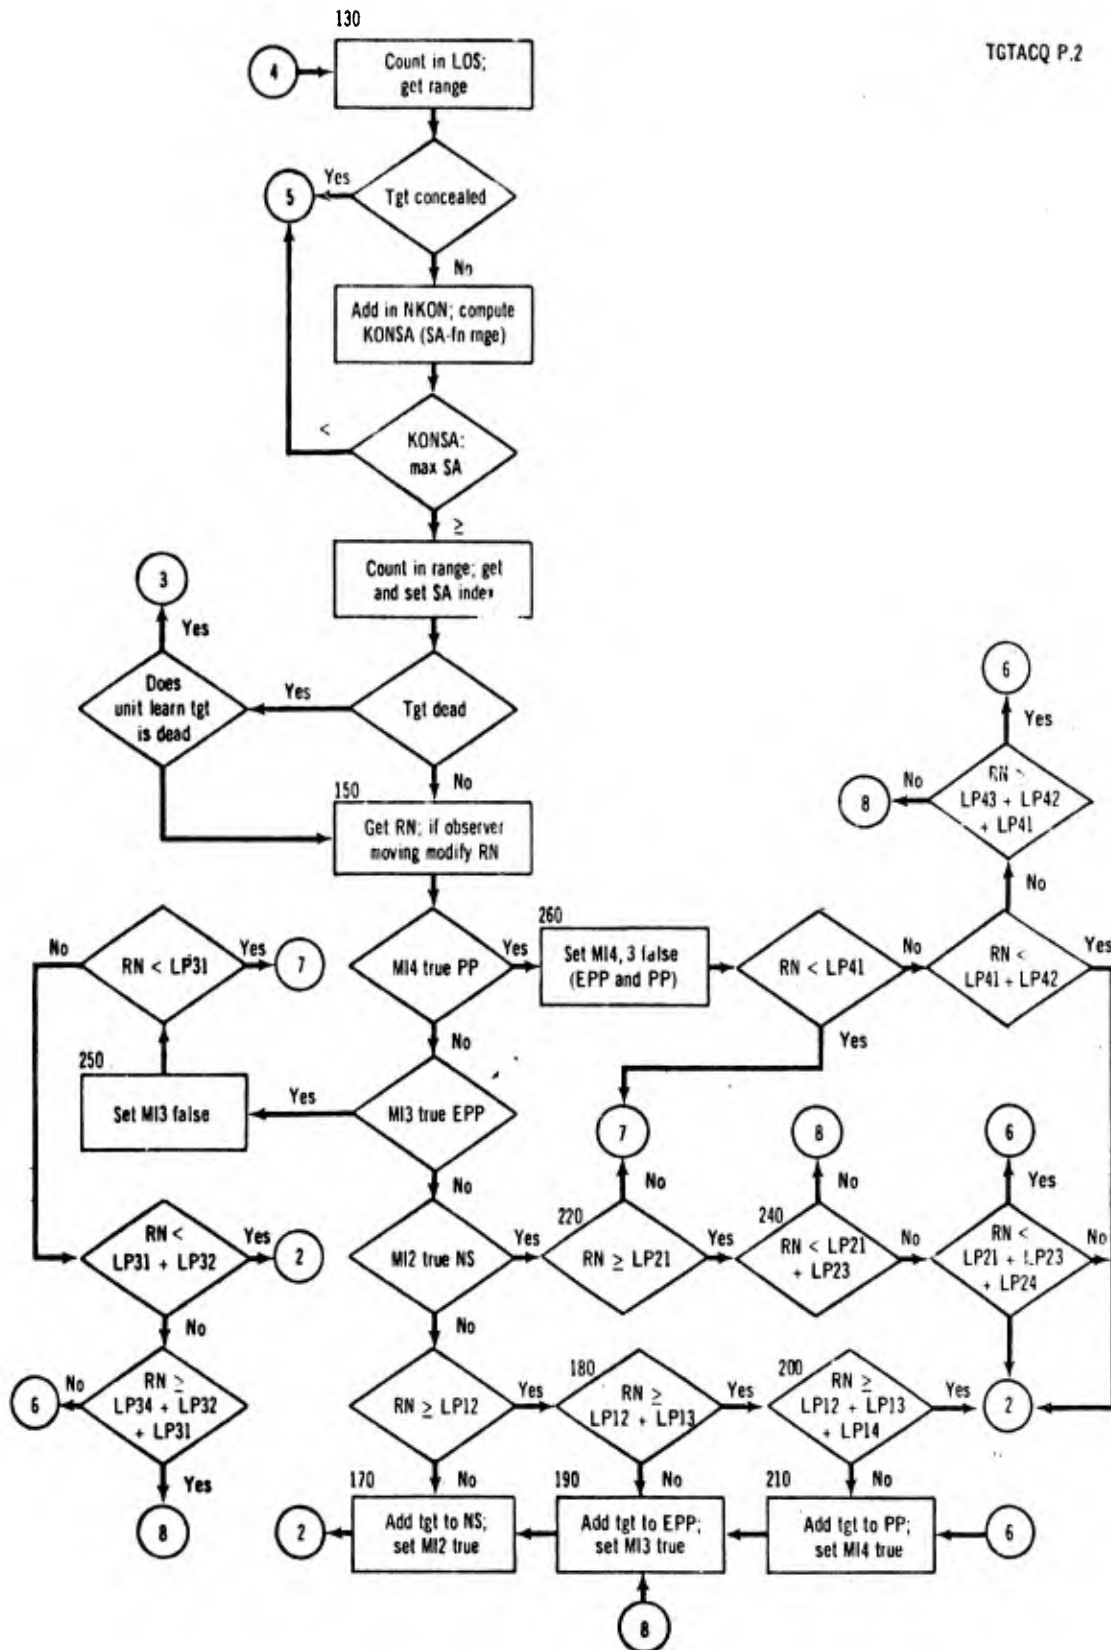 130
TGTACQ P.2
4
Count in LOS;
get range
Yes
5
Tgt concealed
No
Add in NKON; compute
KONSA (SA-fn rnge)
<
KONSA:
max SA
≥
3
Count in range; get
and set SA index
Yes
6
Does
unit learn tgt
is dead
Yes
Tgt dead
Yes
No
No
RN ≥
LP43 + LP42
+ LP41
8
150
Get RN; if observer
moving modify RN
No
No
RN < LP31
Yes
7
MI4 true PP
Yes
260
Set MI4, 3 false
(EPP and PP)
RN < LP41
No
RN <
LP41 + LP42
Yes
No
Yes
250
Set MI3 false
Yes
MI3 true EPP
7
8
6
No
No
No
Yes
RN <
LP31 + LP32
Yes
2
MI2 true NS
Yes
220
RN ≥ LP21
Yes
240
RN < LP21
+ LP23
No
RN <
LP21 + LP23
+ LP24
No
No
No
6
No
RN ≥
LP34 + LP32
+ LP31
RN ≥ LP12
Yes
180
RN ≥
LP12 + LP13
Yes
200
RN ≥
LP12 + LP13
+ LP14
Yes
2
Yes
No
No
No
8
170
190
210
2
Add tgt to NS;
set MI2 true
Add tgt to EPP;
set MI3 true
Add tgt to PP;
set MI4 true
6
8